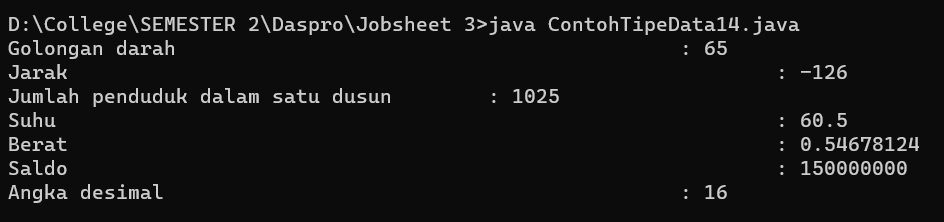 D:\College\SEMESTER 2\Daspro\Jobsheet 3>java ContohTipeData14.java
Golongan darah : 65
Jarak : -126
Jumlah penduduk dalam satu dusun : 1025
Suhu : 60.5
Berat : 0.54678124
Saldo : 150000000
Angka desimal : 16